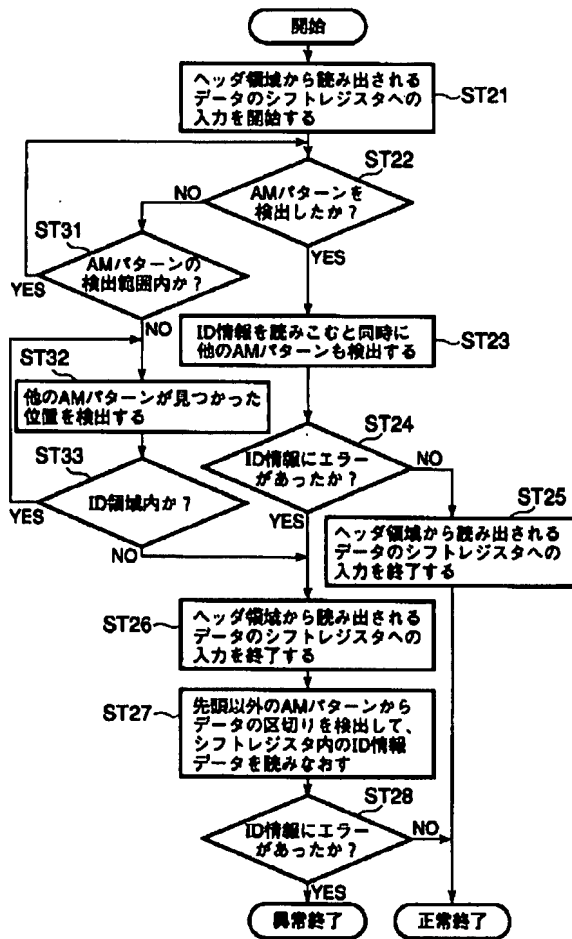 開始
ヘッダ領域から読み出される
データのシフトレジスタへの
入力を開始する
ST21
ST22
AMパターンを
検出したか？
NO
YES
ST31
AMパターンの
検出範囲内か？
YES
NO
ID情報を読みこむと同時に
他のAMパターンも検出する
ST23
ST32
他のAMパターンが見つかった
位置を検出する
ST33
ID領域内か？
YES
NO
ST24
ID情報にエラー
があったか？
NO
YES
ST25
ヘッダ領域から読み出される
データのシフトレジスタへの
入力を終了する
ST26
ヘッダ領域から読み出される
データのシフトレジスタへの
入力を終了する
ST27
先頭以外のAMパターンから
データの区切りを検出して、
シフトレジスタ内のID情報
データを読みなおす
ST28
ID情報にエラー
があったか？
NO
YES
異常終了
正常終了